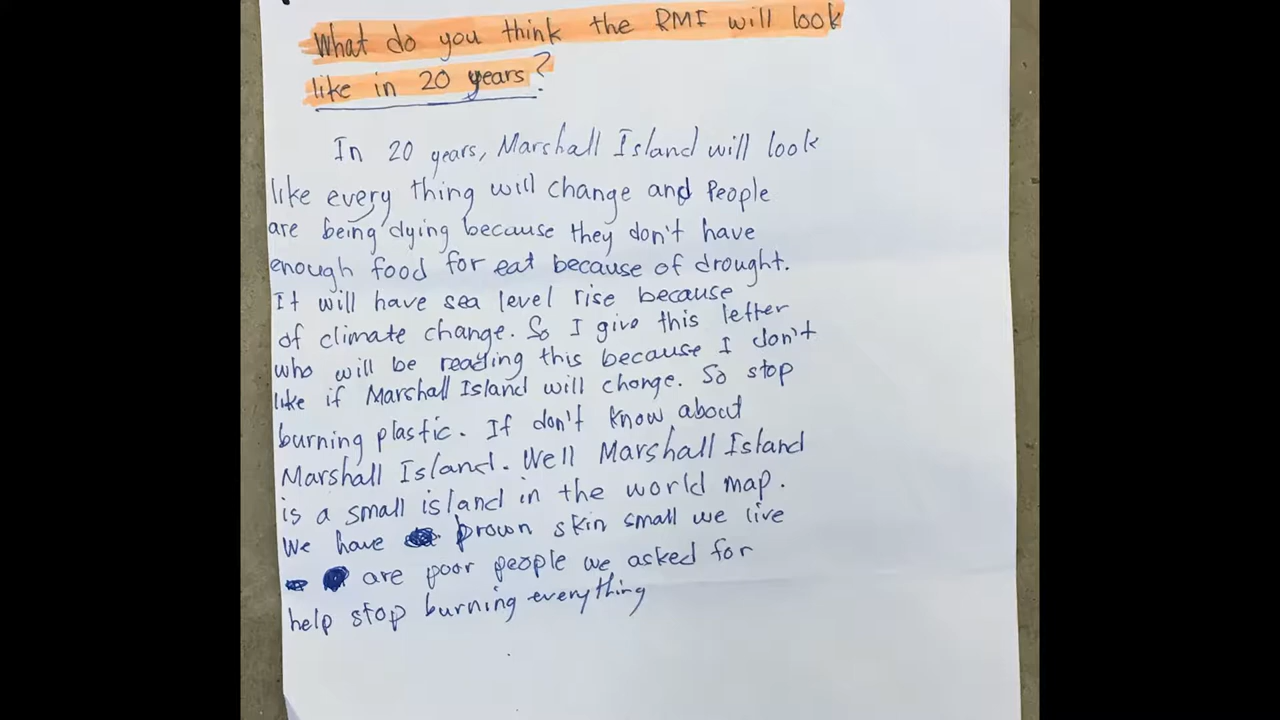 What do you think the RMI will look
like in 20 years?
In 20 years, Marshall Island will look
like every thing will change and People
are being dying because they don't have
enough food for eat because of drought.
It will have sea level rise because
of climate change. So I give this letter
who will be reading this because I don't
like if Marshall Island will change. So stop
burning plastic. If don't know about
Marshall Island. Well Marshall Island
is a small island in the world map.
We have brown skin small we live
are poor people we asked for
help stop burning everything